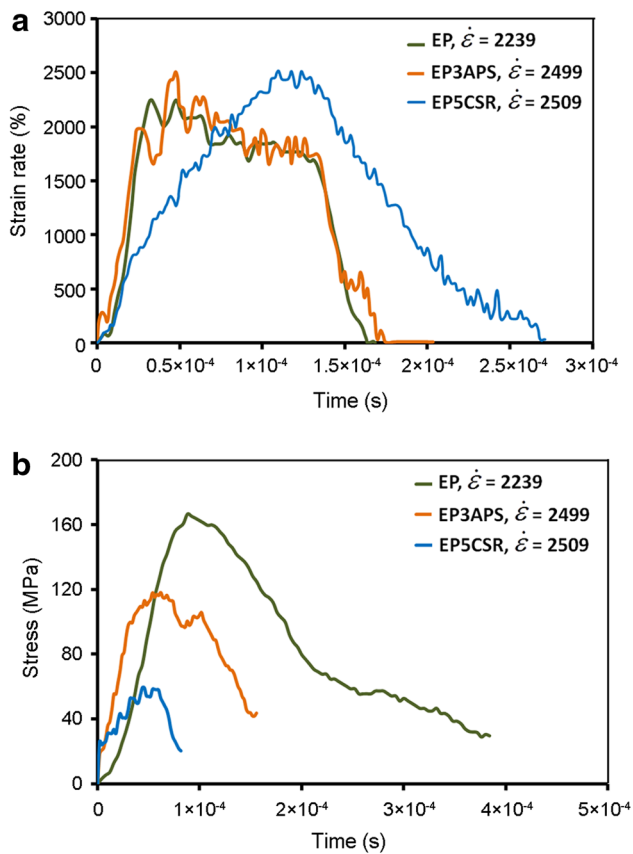 a
3000
2500
2000
1500
1000
500
0
Strain rate (%)
EP, ε̇ = 2239
EP3APS, ε̇ = 2499
EP5CSR, ε̇ = 2509
0
0.5×10⁻⁴
1×10⁻⁴
1.5×10⁻⁴
2×10⁻⁴
2.5×10⁻⁴
3×10⁻⁴
Time (s)
b
200
160
120
80
40
0
Stress (MPa)
EP, ε̇ = 2239
EP3APS, ε̇ = 2499
EP5CSR, ε̇ = 2509
0
1×10⁻⁴
2×10⁻⁴
3×10⁻⁴
4×10⁻⁴
5×10⁻⁴
Time (s)